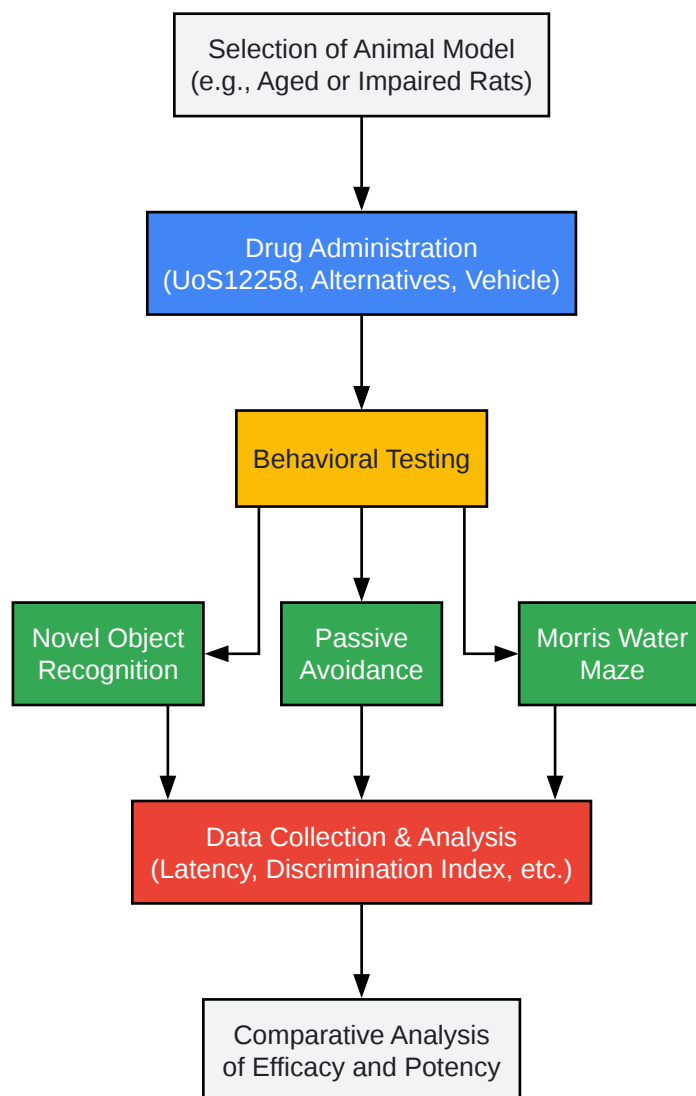 Selection of Animal Model
(e.g., Aged or Impaired Rats)
Drug Administration
(UoS12258, Alternatives, Vehicle)
Behavioral Testing
Novel Object
Recognition
Passive
Avoidance
Morris Water
Maze
Data Collection & Analysis
(Latency, Discrimination Index, etc.)
Comparative Analysis
of Efficacy and Potency